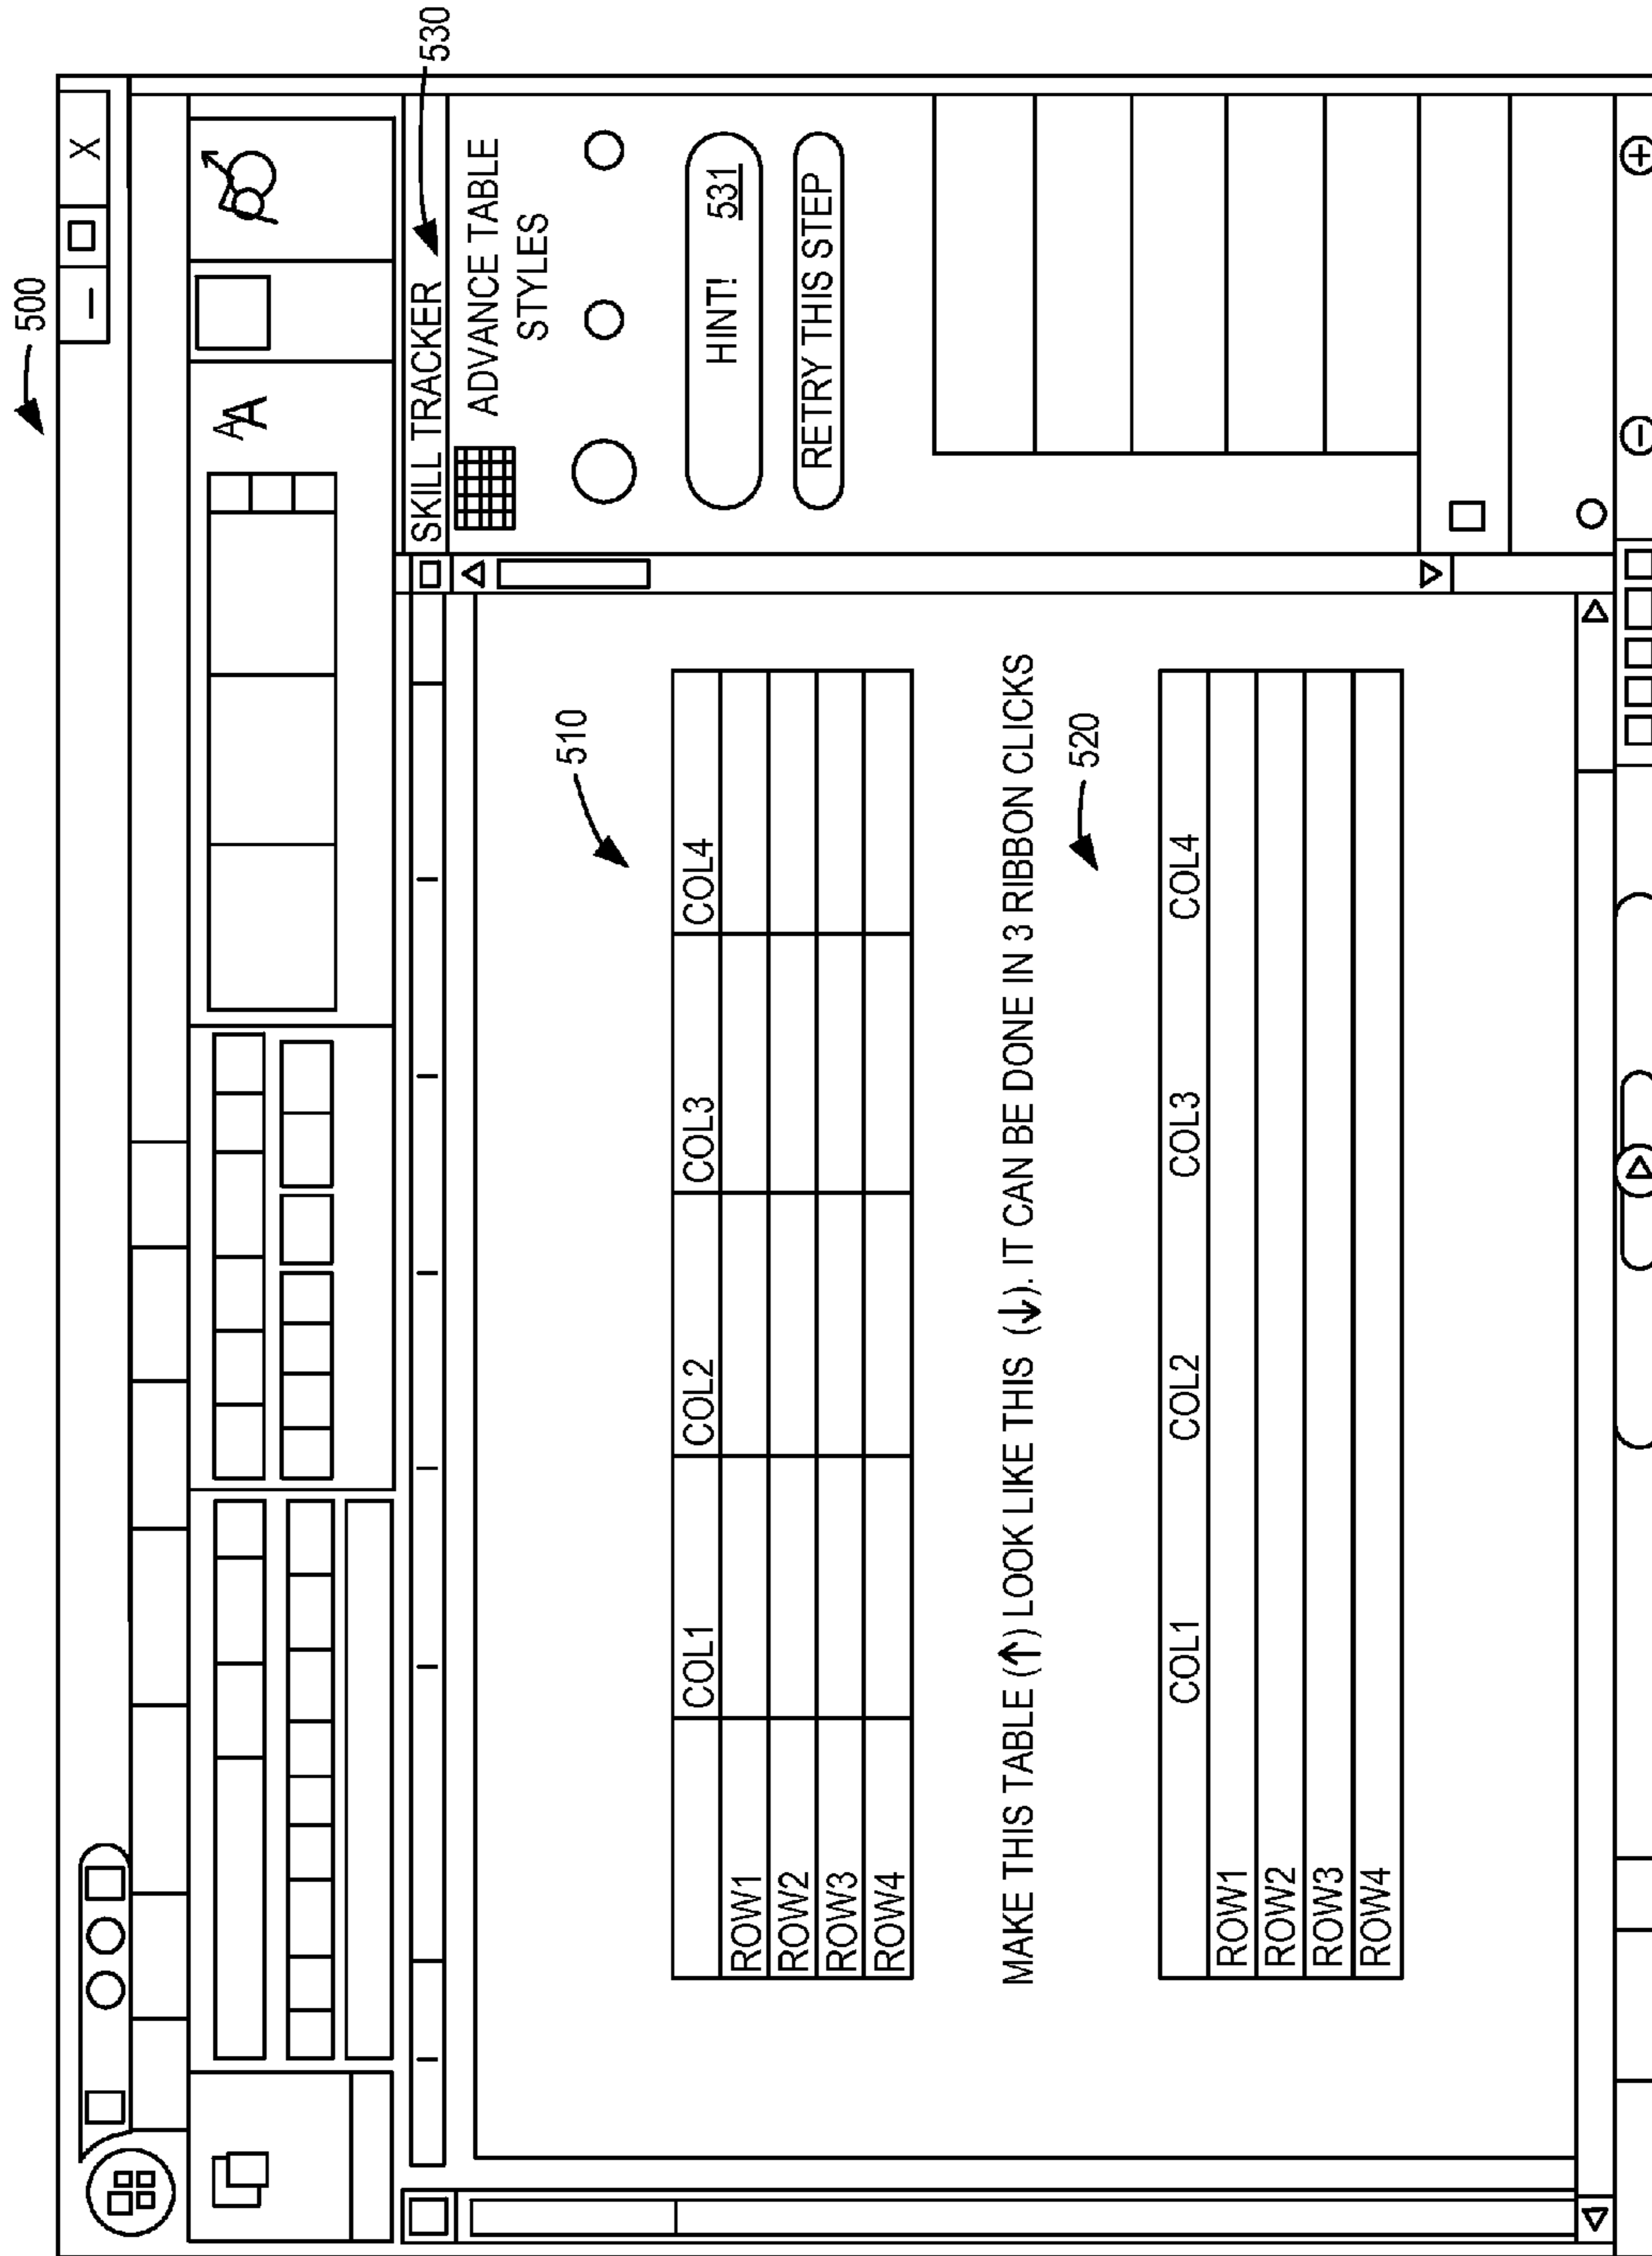 500
X
AA
SKILL TRACKER
530
ADVANCE TABLE
STYLES
HINT! 531
RETRY THIS STEP
510
COL1 COL2 COL3 COL4
ROW1
ROW2
ROW3
ROW4
MAKE THIS TABLE (↑) LOOK LIKE THIS (↓). IT CAN BE DONE IN 3 RIBBON CLICKS
520
COL1 COL2 COL3 COL4
ROW1
ROW2
ROW3
ROW4